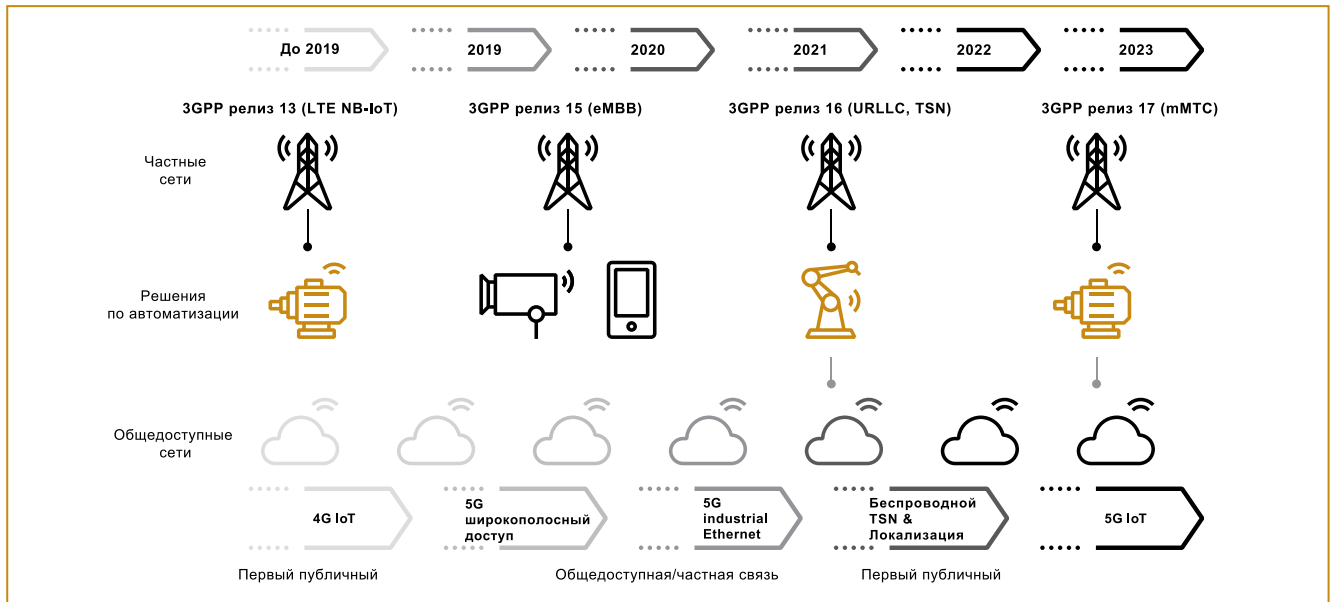 До 2019
2019
2020
2021
2022
2023
3GPP релиз 13 (LTE NB-IoT)
3GPP релиз 15 (eMBB)
3GPP релиз 16 (URLLC, TSN)
3GPP релиз 17 (mMTC)
Частные
сети
Решения
по автоматизации
Общедоступные
сети
4G IoT
5G
широкополосный
доступ
5G
industrial
Ethernet
Беспроводной
TSN &
Локализация
5G IoT
Первый публичный
Общедоступная/частная связь
Первый публичный